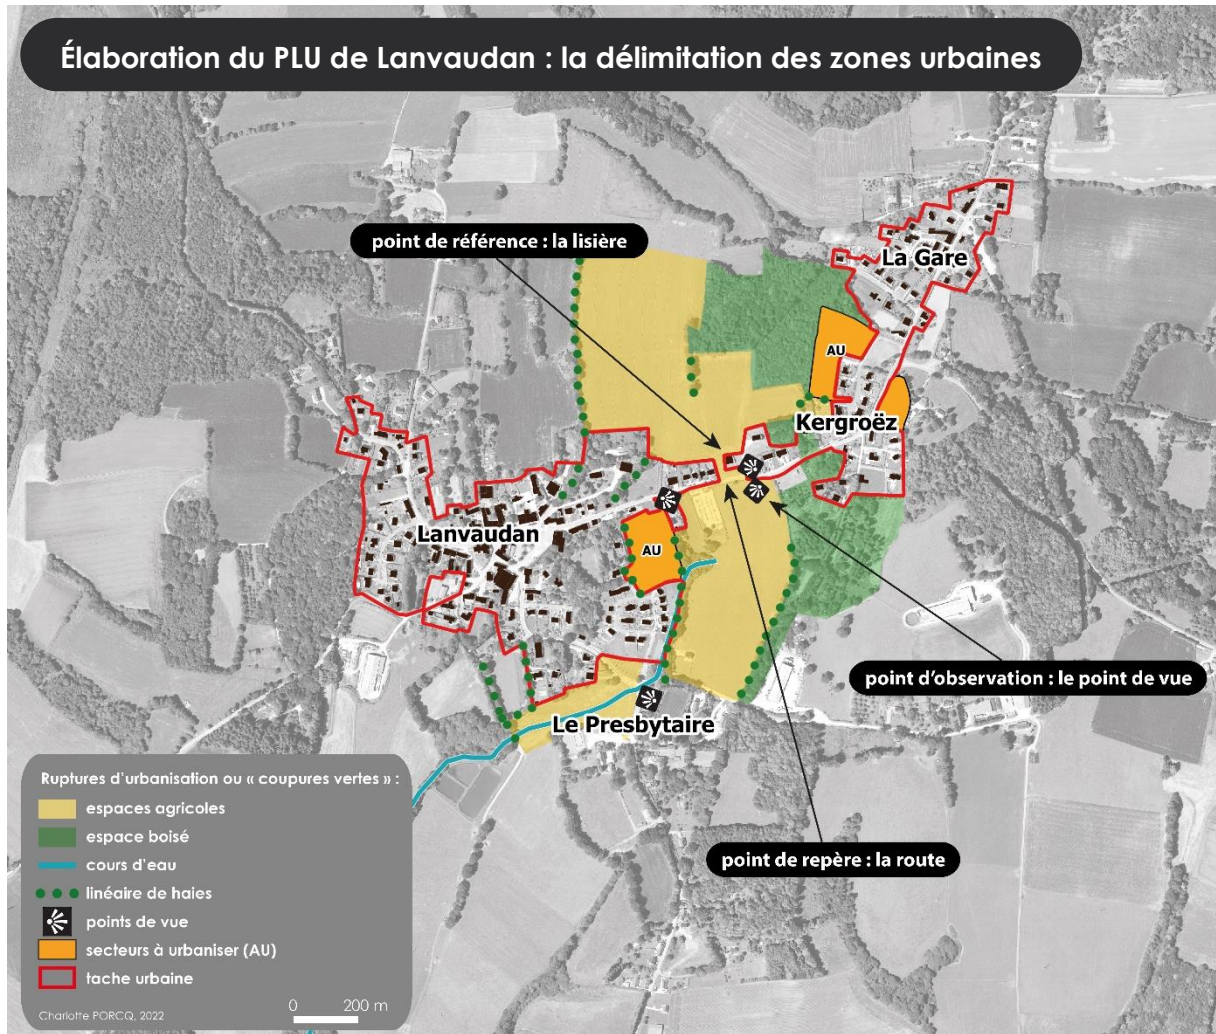 Élaboration du PLU de Lanvaudan : la délimitation des zones urbaines
point de référence : la lisière
La Gare
AU
Kergroëz
Lanvaudan
AU
point d'observation : le point de vue
Le Presbytaire
point de repère : la route
Ruptures d'urbanisation ou « coupures vertes » :
espaces agricoles
espace boisé
cours d'eau
linéaire de haies
points de vue
secteurs à urbaniser (AU)
tache urbaine
0 200 m
Charlotte PORCQ, 2022